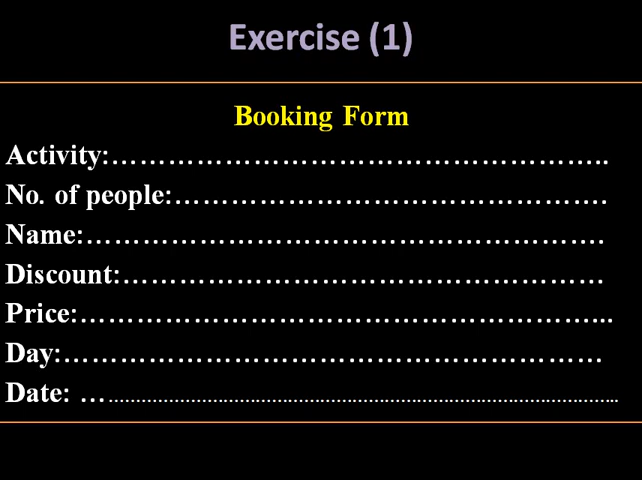 Exercise (1)
Booking Form
Activity:……………………………………………..
No. of people:……………………………………….
Name:……………………………………………….
Discount:……………………………………………
Price:………………………………………………...
Day:…………………………………………………
Date: …............................................................................................